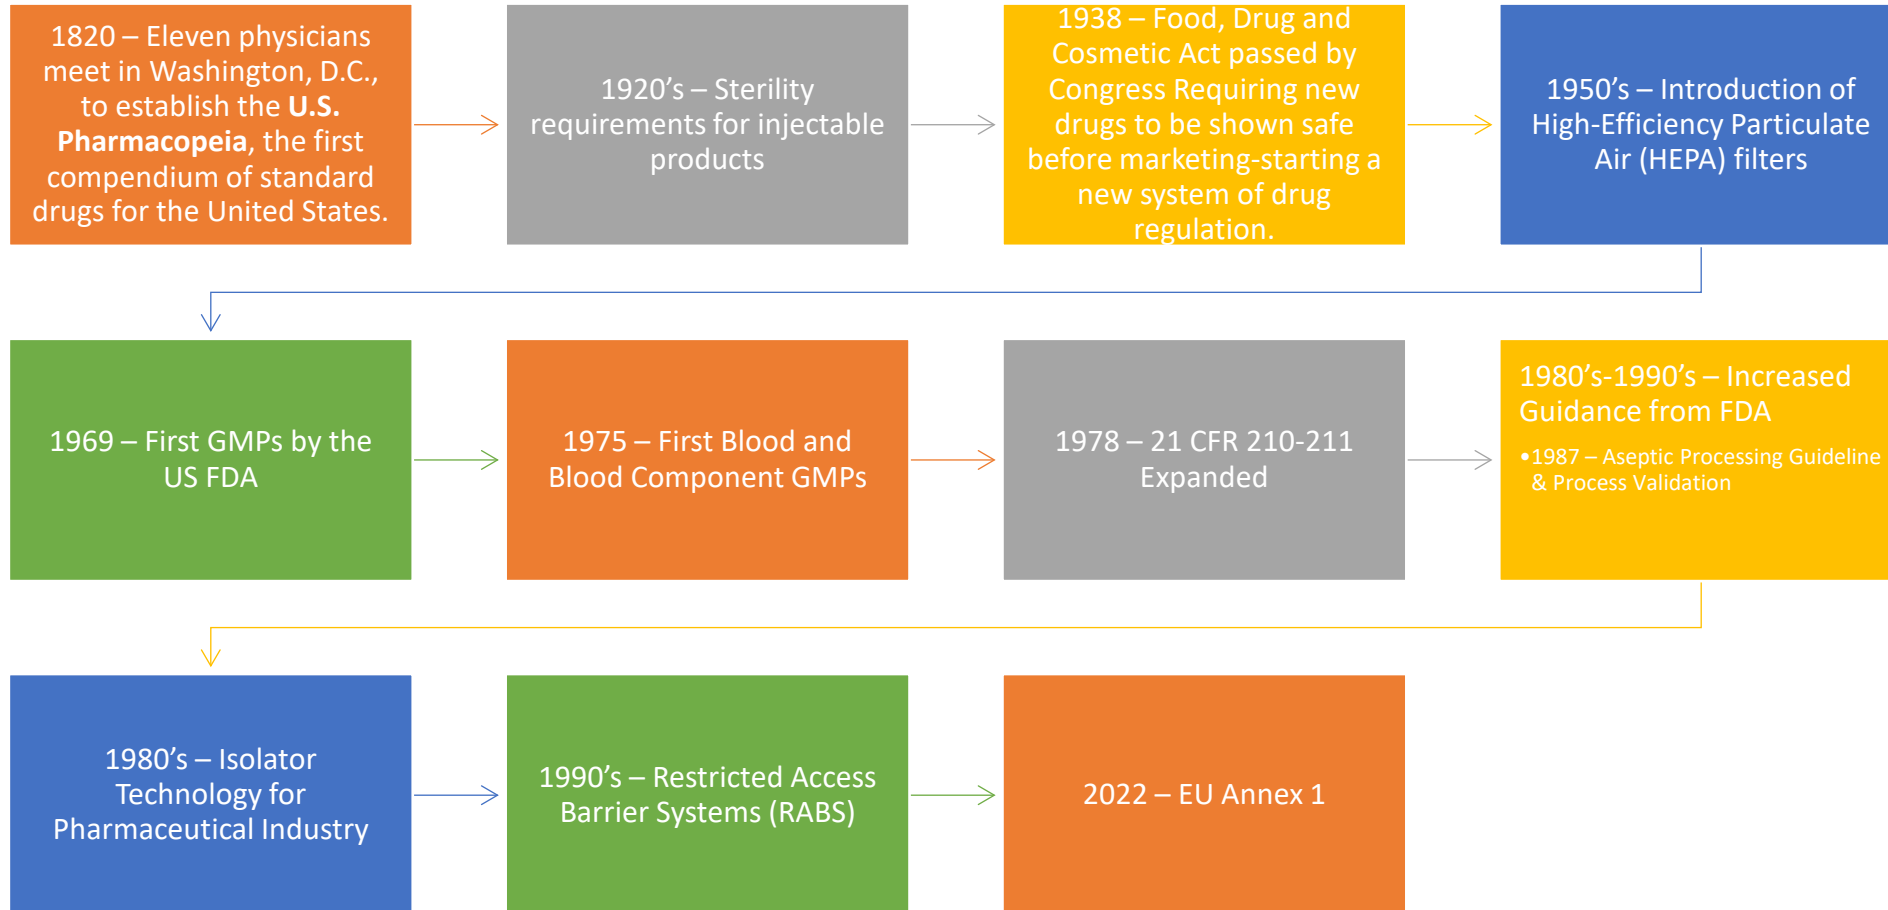 1820 – Eleven physicians
meet in Washington, D.C.,
to establish the U.S.
Pharmacopeia, the first
compendium of standard
drugs for the United States.
1920’s – Sterility
requirements for injectable
products
1938 – Food, Drug and
Cosmetic Act passed by
Congress Requiring new
drugs to be shown safe
before marketing-starting a
new system of drug
regulation.
1950’s – Introduction of
High-Efficiency Particulate
Air (HEPA) filters
1969 – First GMPs by the
US FDA
1975 – First Blood and
Blood Component GMPs
1978 – 21 CFR 210-211
Expanded
1980’s-1990’s – Increased
Guidance from FDA
•1987 – Aseptic Processing Guideline
& Process Validation
1980’s – Isolator
Technology for
Pharmaceutical Industry
1990’s – Restricted Access
Barrier Systems (RABS)
2022 – EU Annex 1